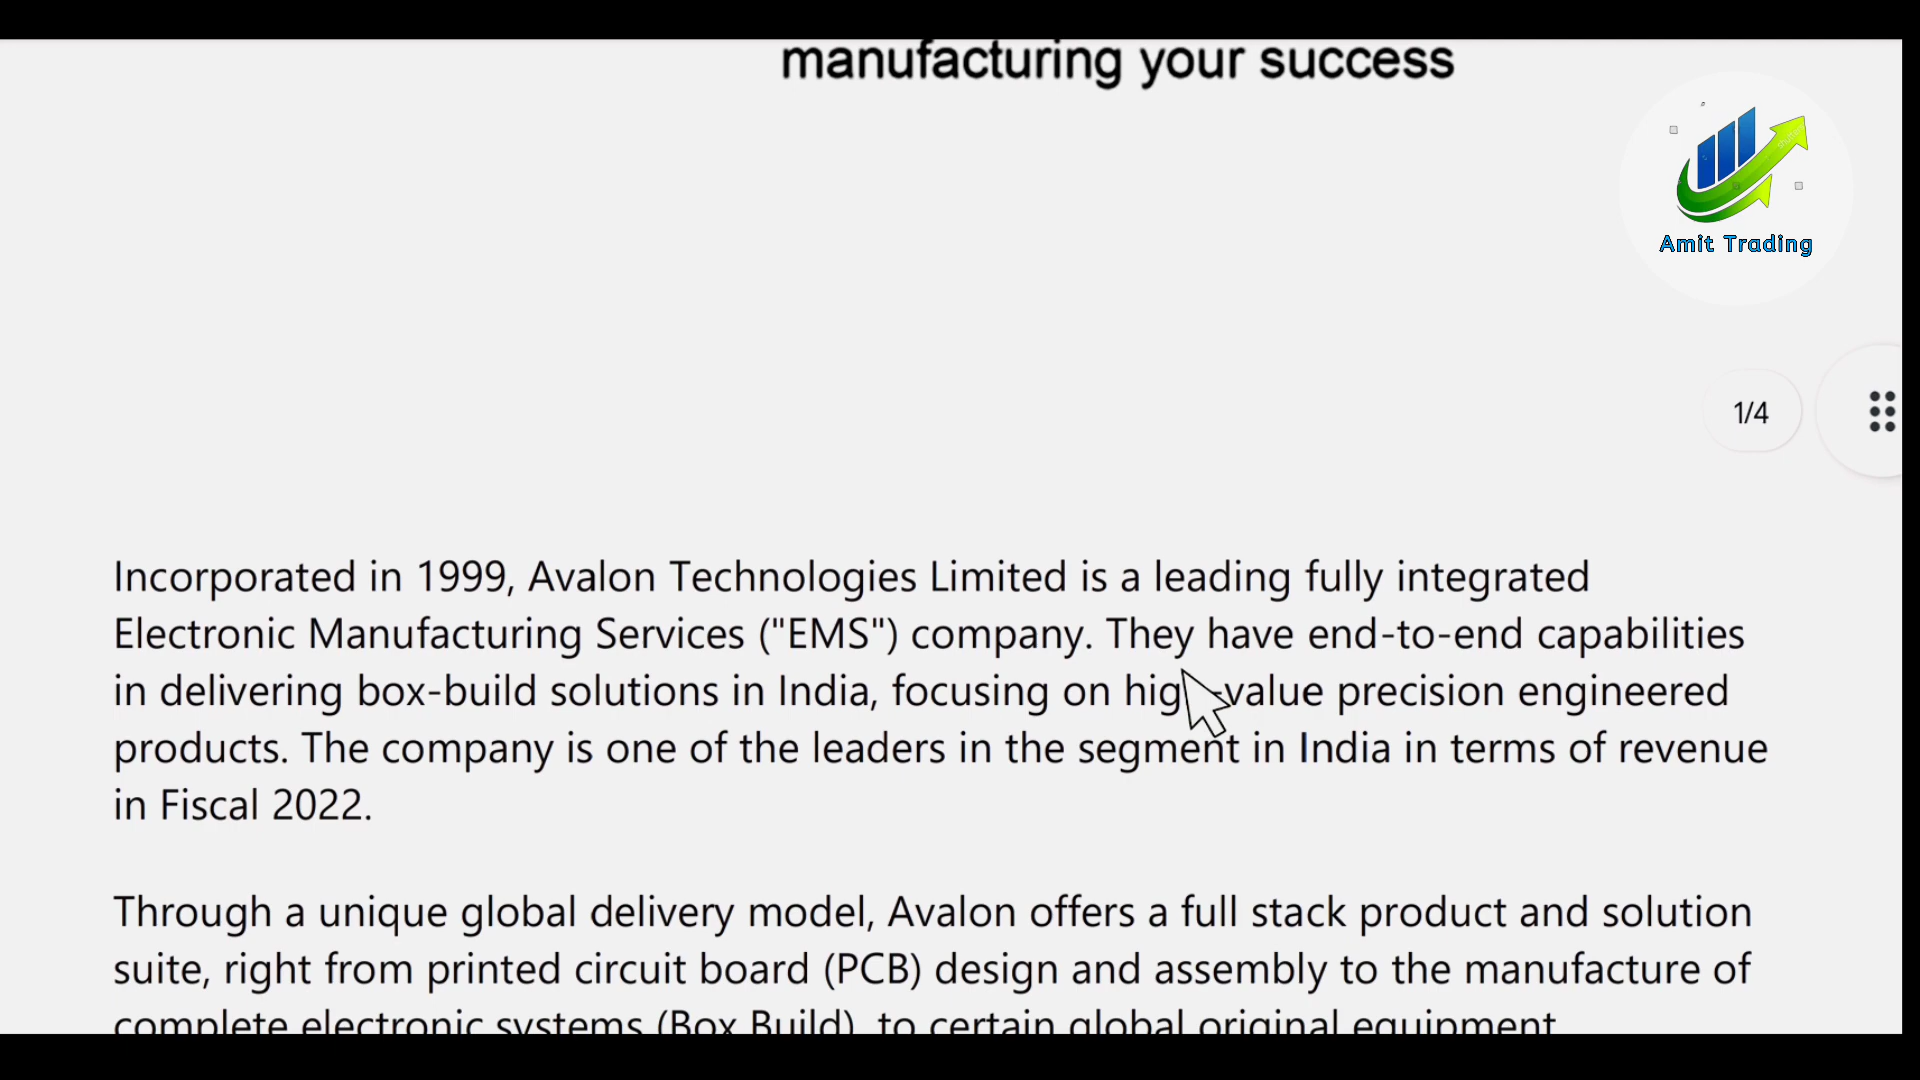 manufacturing your success
Amit Trading
1/4
Incorporated in 1999, Avalon Technologies Limited is a leading fully integrated
Electronic Manufacturing Services ("EMS") company. They have end-to-end capabilities
in delivering box-build solutions in India, focusing on high-value precision engineered
products. The company is one of the leaders in the segment in India in terms of revenue
in Fiscal 2022.
Through a unique global delivery model, Avalon offers a full stack product and solution
suite, right from printed circuit board (PCB) design and assembly to the manufacture of
complete electronic systems (Box Build), to certain global original equipment